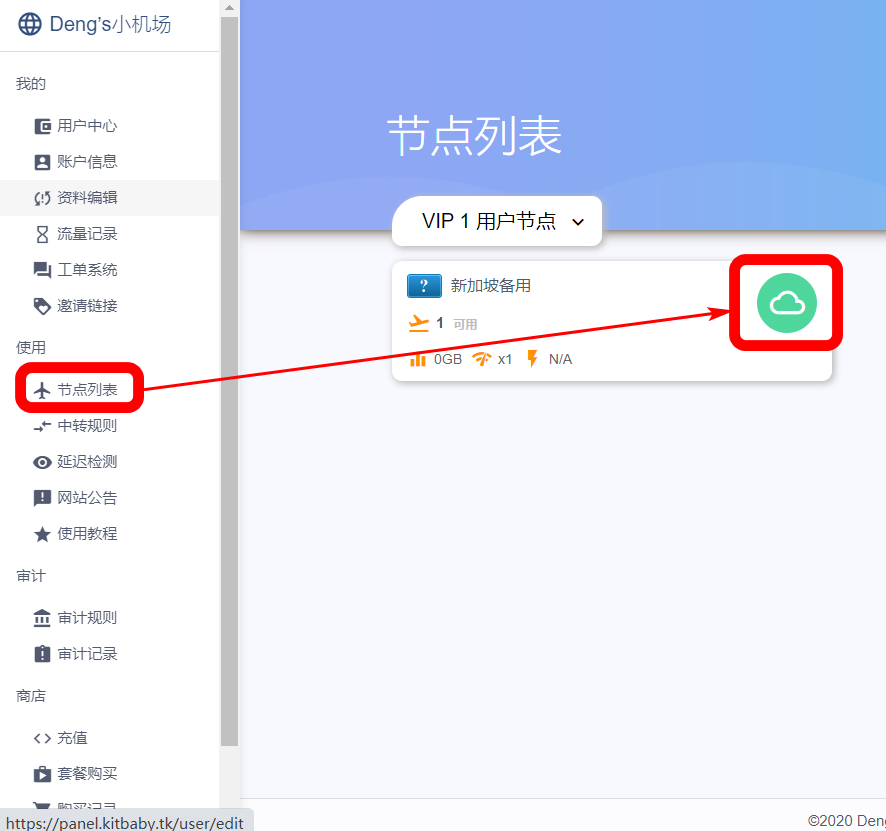 Deng's小机场
我的
用户中心
账户信息
资料编辑
流量记录
工单系统
邀请链接
使用
节点列表
中转规则
延迟检测
网站公告
使用教程
审计
审计规则
审计记录
商店
充值
套餐购买
购买记录
https://panel.kitbaby.tk/user/edit
节点列表
VIP 1 用户节点
? 新加坡备用
1 可用
0GB x1 N/A
©2020 Deng